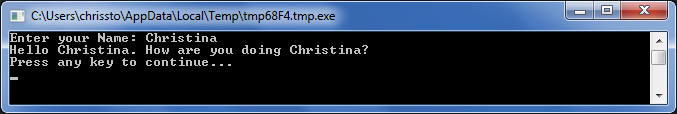 C:\Users\chrissto\AppData\Local\Temp\tmp68F4.tmp.exe
Enter your Name: Christina
Hello Christina. How are you doing Christina?
Press any key to continue...